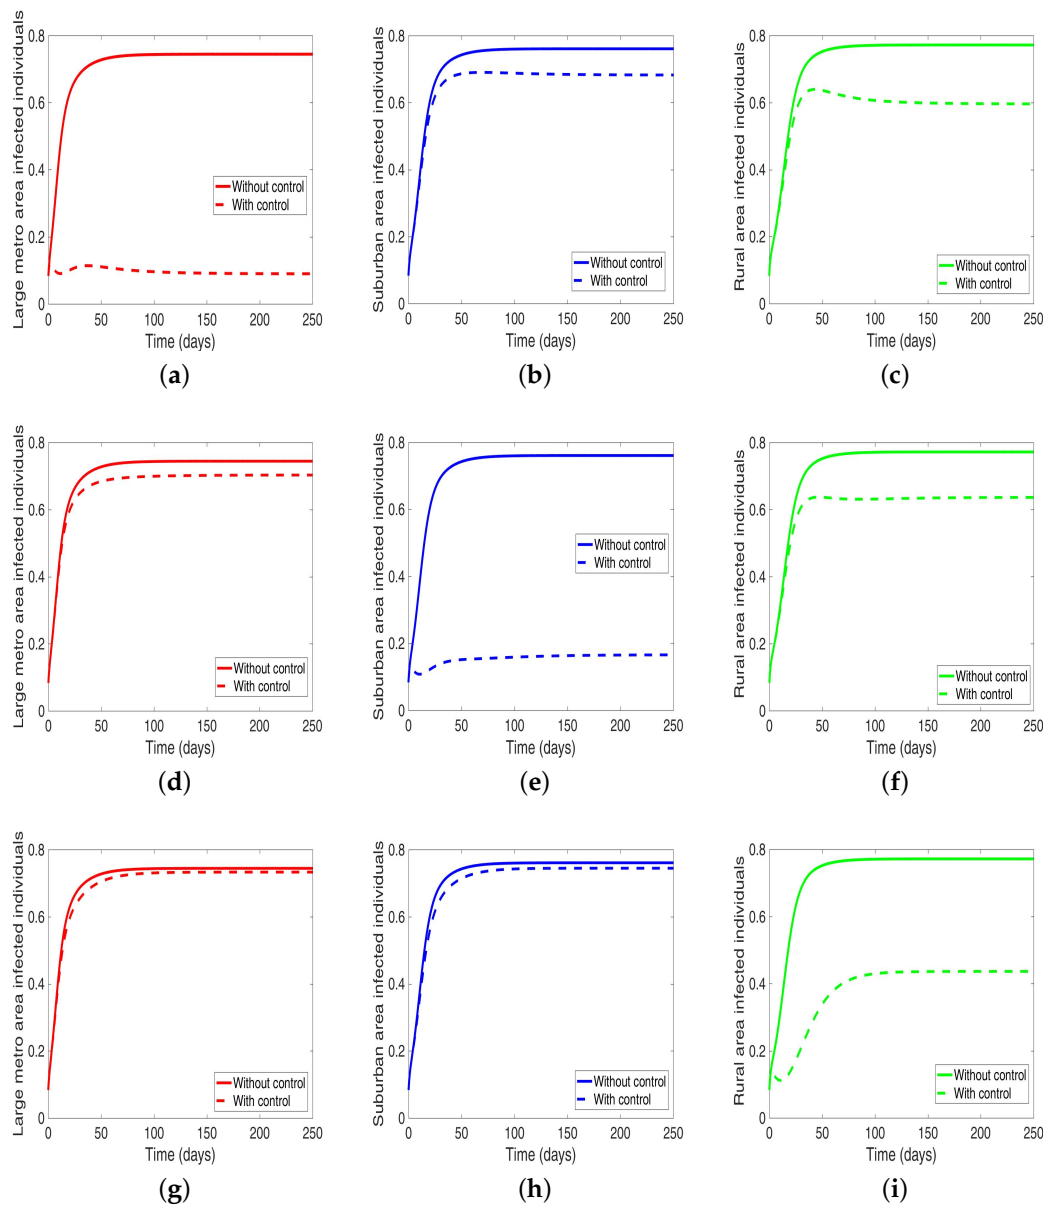 Large metro area infected individuals
0.8
0.6
0.4
0.2
0
Without control
With control
0 50 100 150 200 250
Time (days)
(a)
Suburban area infected individuals
0.8
0.6
0.4
0.2
0
Without control
With control
0 50 100 150 200 250
Time (days)
(b)
Rural area infected individuals
0.8
0.6
0.4
0.2
0
Without control
With control
0 50 100 150 200 250
Time (days)
(c)
Large metro area infected individuals
0.8
0.6
0.4
0.2
0
Without control
With control
0 50 100 150 200 250
Time (days)
(d)
Suburban area infected individuals
0.8
0.6
0.4
0.2
0
Without control
With control
0 50 100 150 200 250
Time (days)
(e)
Rural area infected individuals
0.8
0.6
0.4
0.2
0
Without control
With control
0 50 100 150 200 250
Time (days)
(f)
Large metro area infected individuals
0.8
0.6
0.4
0.2
0
Without control
With control
0 50 100 150 200 250
Time (days)
(g)
Suburban area infected individuals
0.8
0.6
0.4
0.2
0
Without control
With control
0 50 100 150 200 250
Time (days)
(h)
Rural area infected individuals
0.8
0.6
0.4
0.2
0
Without control
With control
0 50 100 150 200 250
Time (days)
(i)